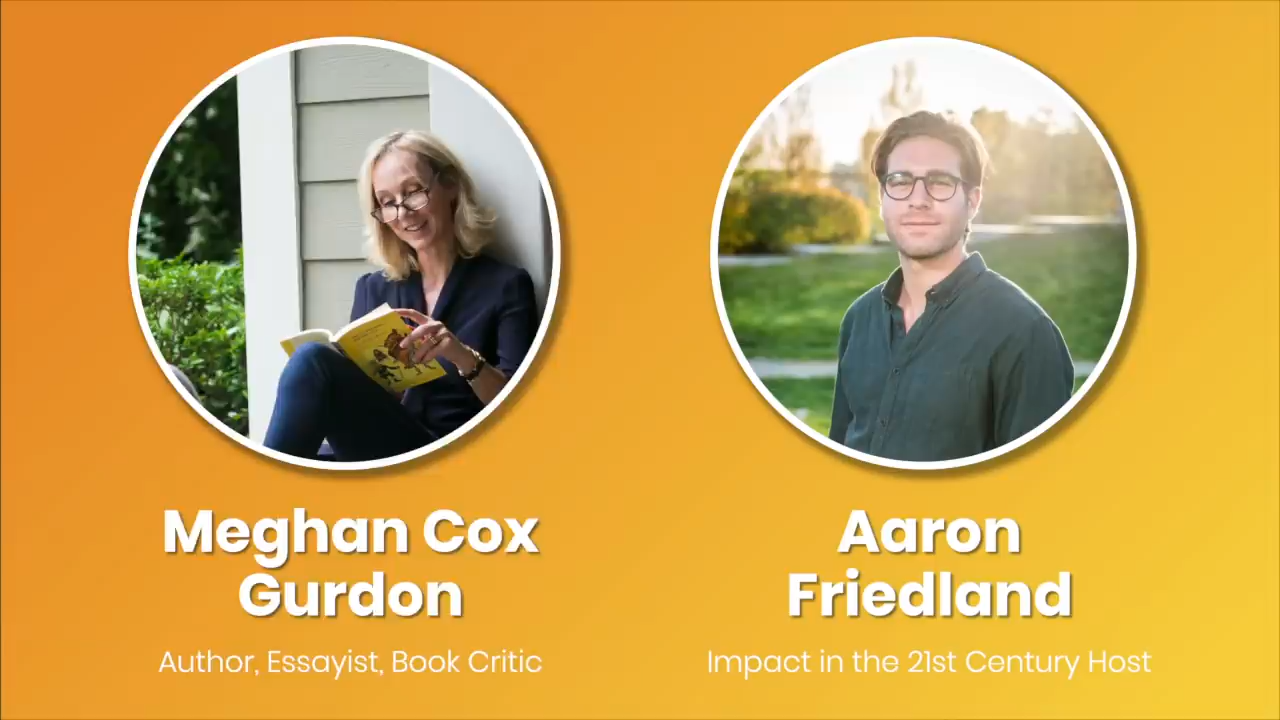 Meghan Cox
Gurdon
Author, Essayist, Book Critic
Aaron
Friedland
Impact in the 21st Century Host